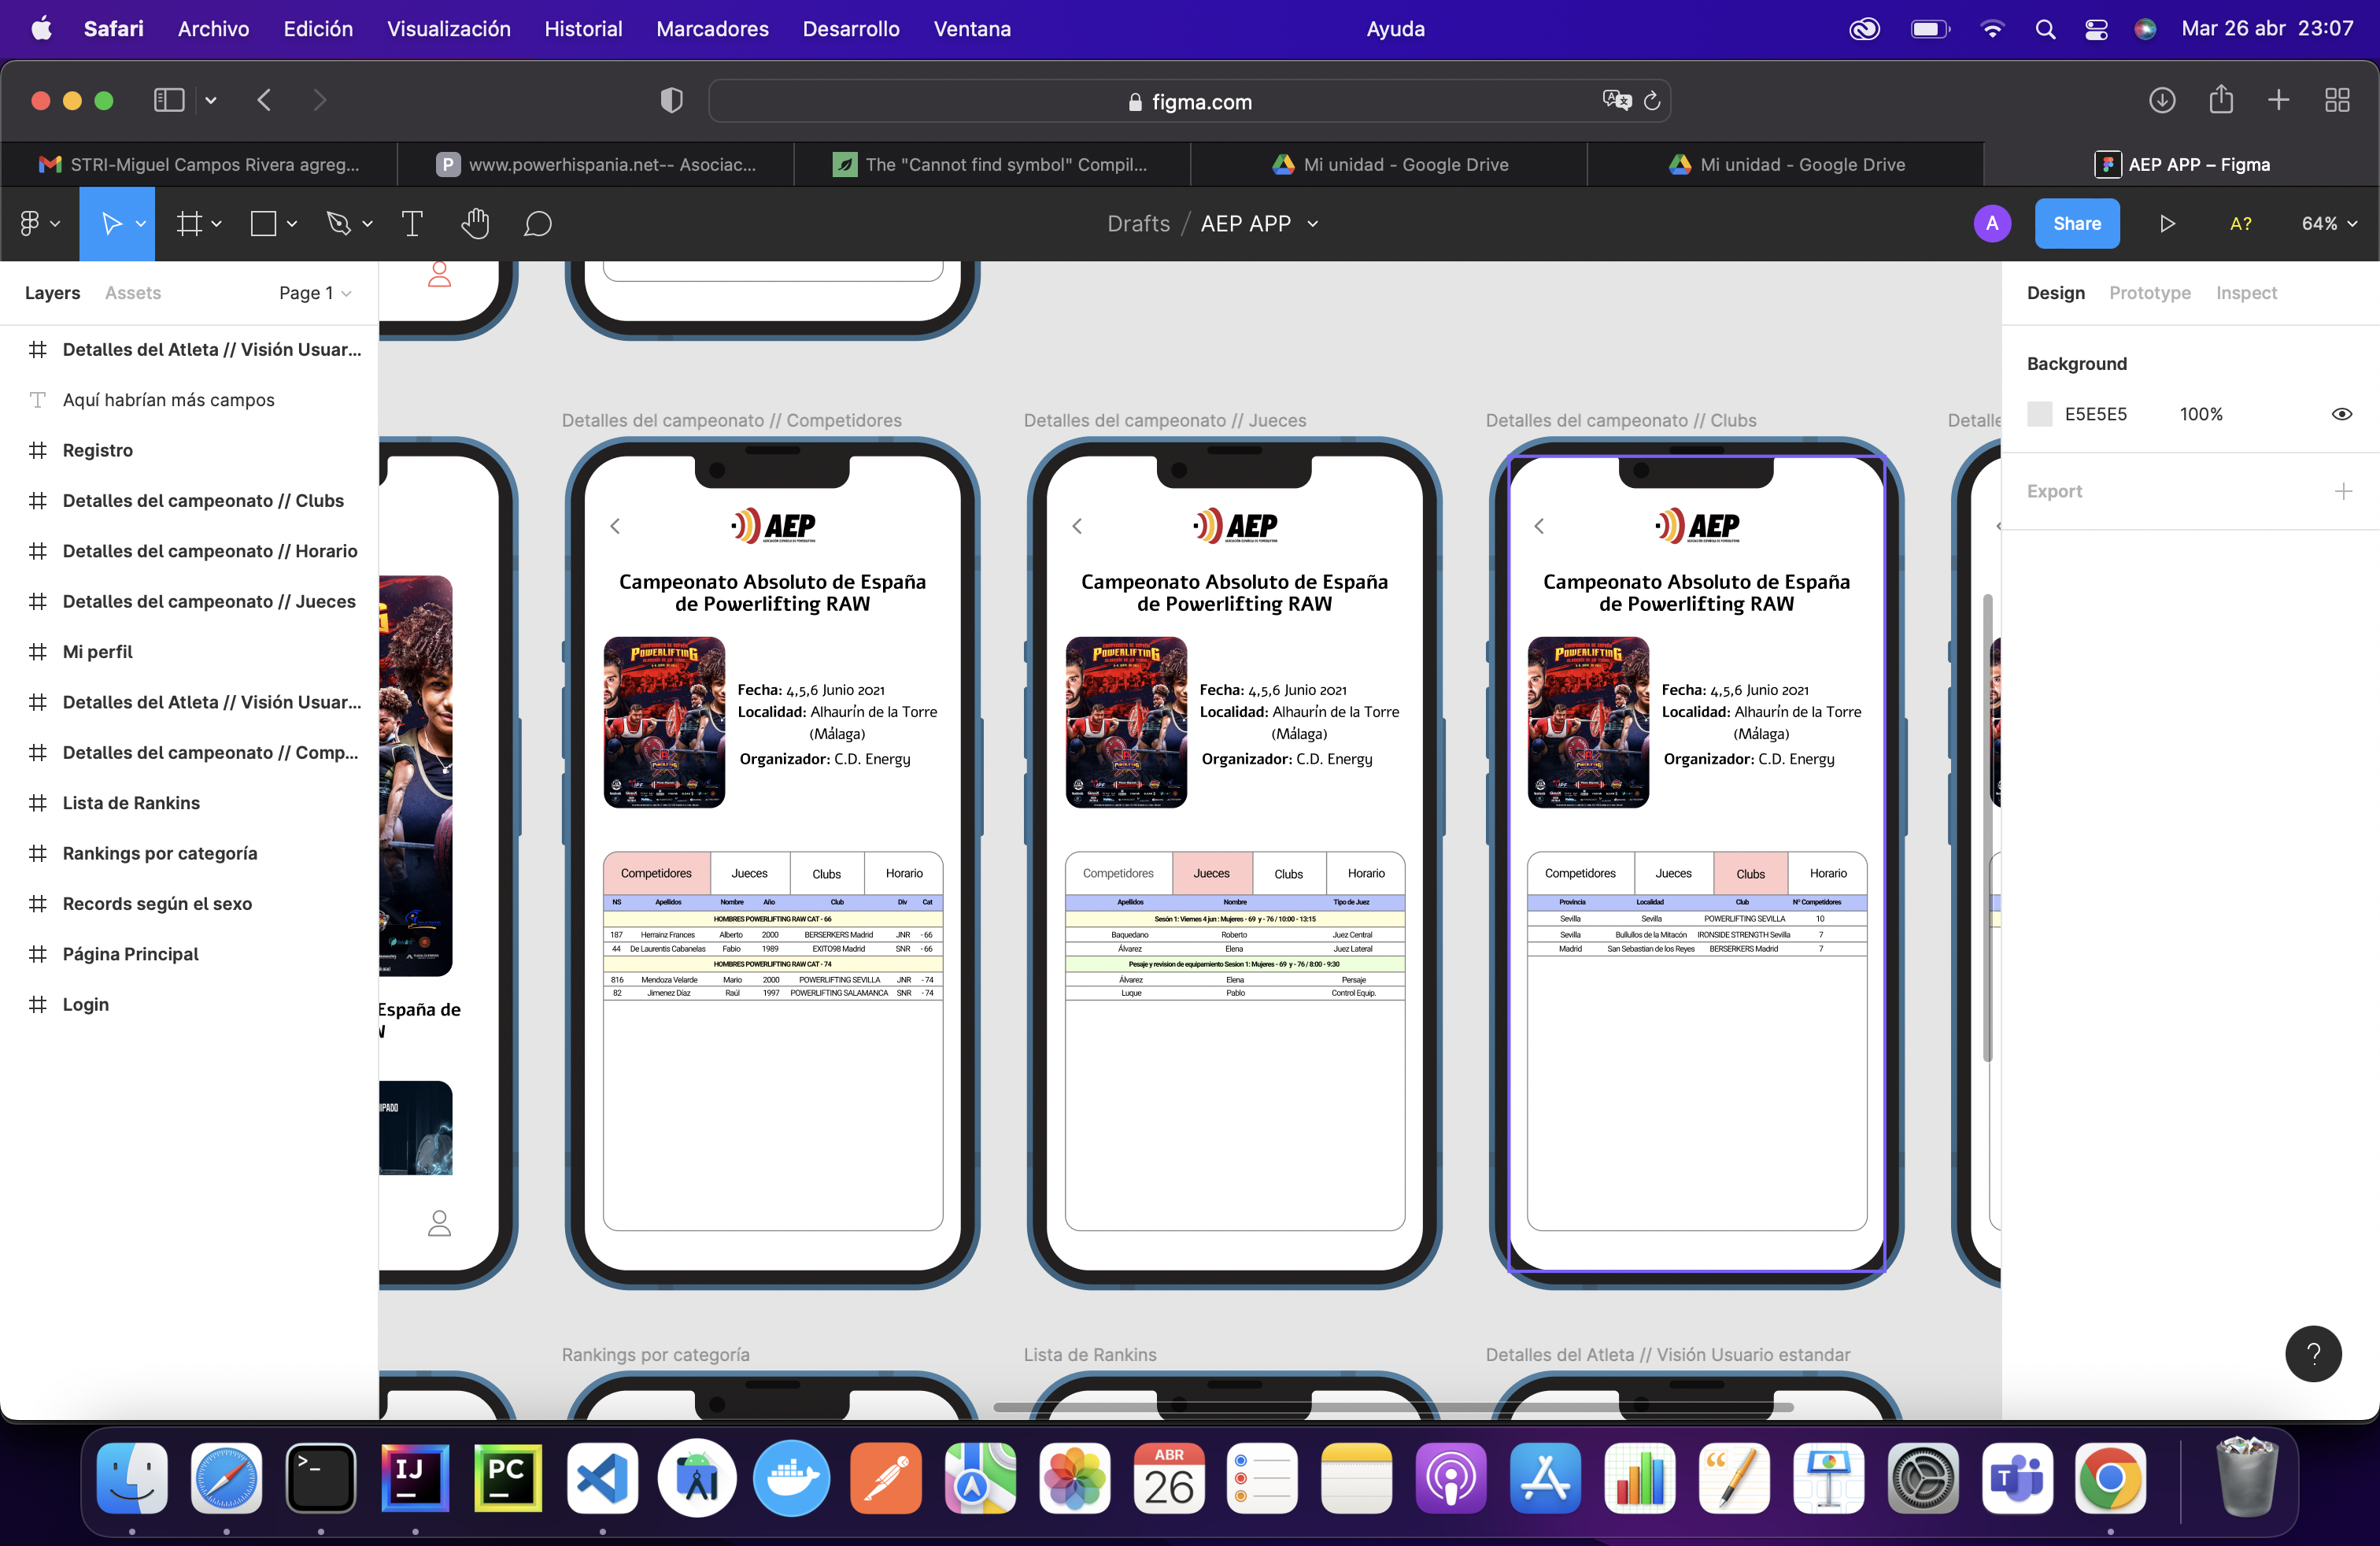 Safari Archivo Edición Visualización Historial Marcadores Desarrollo Ventana Ayuda Mar 26 abr 23:07
figma.com
STRI-Miguel Campos Rivera agreg...
P www.powerhispania.net-- Asociac...
The "Cannot find symbol" Compil...
Mi unidad - Google Drive
Mi unidad - Google Drive
AEP APP – Figma
Drafts / AEP APP
A
Share
A?
64%
Layers Assets Page 1
Detalles del Atleta // Visión Usuar...
Aquí habrían más campos
Registro
Detalles del campeonato // Clubs
Detalles del campeonato // Horario
Detalles del campeonato // Jueces
Mi perfil
Detalles del Atleta // Visión Usuar...
Detalles del campeonato // Comp...
Lista de Rankins
Rankings por categoría
Records según el sexo
Página Principal
Login
España de
Detalles del campeonato // Competidores
AEP
Campeonato Absoluto de España
de Powerlifting RAW
POWERLIFTING
Fecha: 4,5,6 Junio 2021
Localidad: Alhaurín de la Torre
(Málaga)
Organizador: C.D. Energy
Competidores Jueces Clubs Horario
NS Apellidos Nombre Año Club Div Cat
HOMBRES POWERLIFTING RAW CAT - 66
187 Herrainz Frances Alberto 2000 BERSERKERS Madrid JNR - 66
44 De Laurentis Cabanelas Fabio 1989 EXITO98 Madrid SNR - 66
HOMBRES POWERLIFTING RAW CAT - 74
816 Mendoza Velarde Mario 2000 POWERLIFTING SEVILLA JNR - 74
82 Jimenez Díaz Raúl 1997 POWERLIFTING SALAMANCA SNR - 74
Detalles del campeonato // Jueces
AEP
Campeonato Absoluto de España
de Powerlifting RAW
POWERLIFTING
Fecha: 4,5,6 Junio 2021
Localidad: Alhaurín de la Torre
(Málaga)
Organizador: C.D. Energy
Competidores Jueces Clubs Horario
Apellidos Nombre Tipo de Juez
Sesón 1: Viernes 4 jun : Mujeres - 69 y - 76 / 10:00 - 13:15
Baquedano Roberto Juez Central
Álvarez Elena Juez Lateral
Pesaje y revision de equipamiento Sesion 1: Mujeres - 69 y - 76 / 8:00 - 9:30
Álvarez Elena Persaje
Luque Pablo Control Equip.
Detalles del campeonato // Clubs
AEP
Campeonato Absoluto de España
de Powerlifting RAW
POWERLIFTING
Fecha: 4,5,6 Junio 2021
Localidad: Alhaurín de la Torre
(Málaga)
Organizador: C.D. Energy
Competidores Jueces Clubs Horario
Provincia Localidad Club Nº Competidores
Sevilla Sevilla POWERLIFTING SEVILLA 10
Sevilla Bullullos de la Mitacón IRONSIDE STRENGTH Sevilla 7
Madrid San Sebastian de los Reyes BERSERKERS Madrid 7
Detalle
Rankings por categoría
Lista de Rankins
Detalles del Atleta // Visión Usuario estandar
Design Prototype Inspect
Background
E5E5E5 100%
Export
?
IJ
PC
ABR
26
T